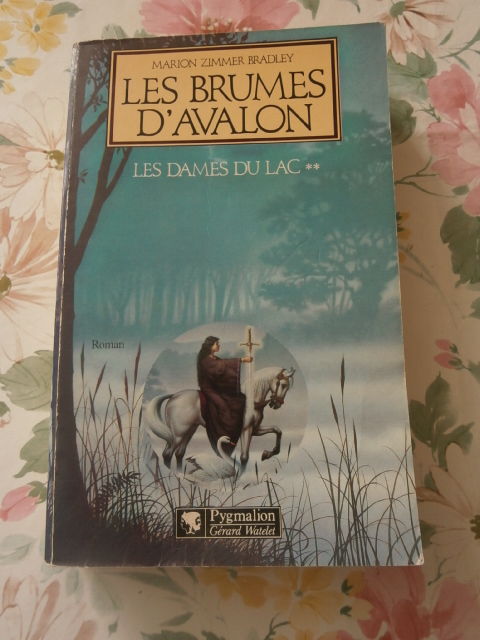 MARION ZIMMER BRADLEY
LES BRUMES
D'AVALON
LES DAMES DU LAC **
Roman
Pygmalion
Gérard Watelet